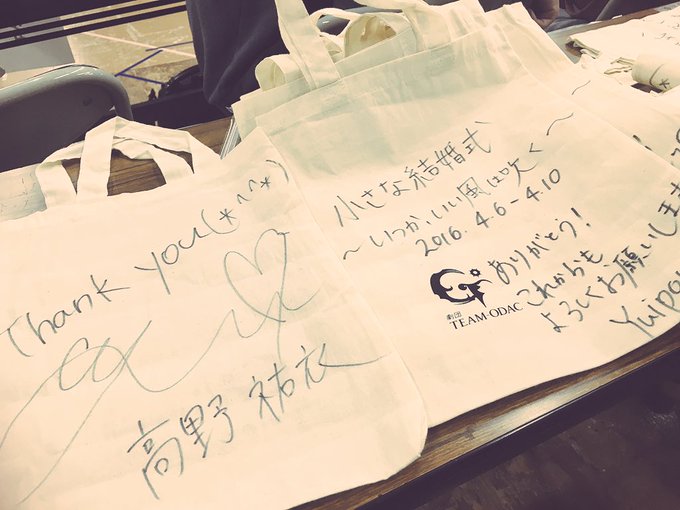 Thank you(*^^*)
高野 祐衣
小さな結婚式
〜いつか、いい風は吹く〜
2016. 4.6-4.10
劇団
TEAM-ODAC
ありがとう!
これからも
よろしくお願いしま
Yuipo